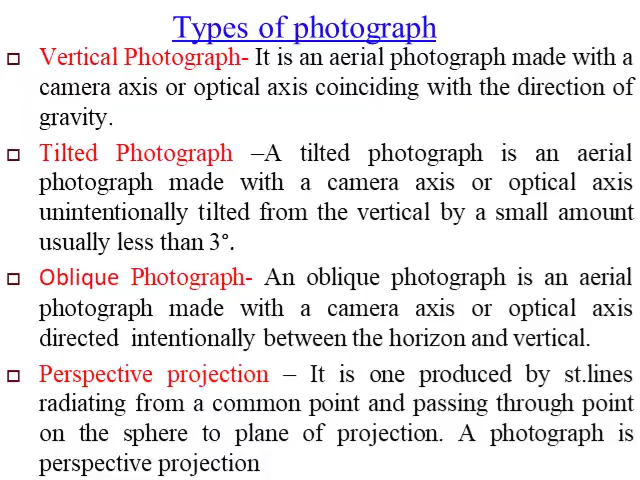 Types of photograph
Vertical Photograph- It is an aerial photograph made with a
camera axis or optical axis coinciding with the direction of
gravity.
Tilted Photograph –A tilted photograph is an aerial
photograph made with a camera axis or optical axis
unintentionally tilted from the vertical by a small amount
usually less than 3°.
Oblique Photograph- An oblique photograph is an aerial
photograph made with a camera axis or optical axis
directed intentionally between the horizon and vertical.
Perspective projection – It is one produced by st.lines
radiating from a common point and passing through point
on the sphere to plane of projection. A photograph is
perspective projection